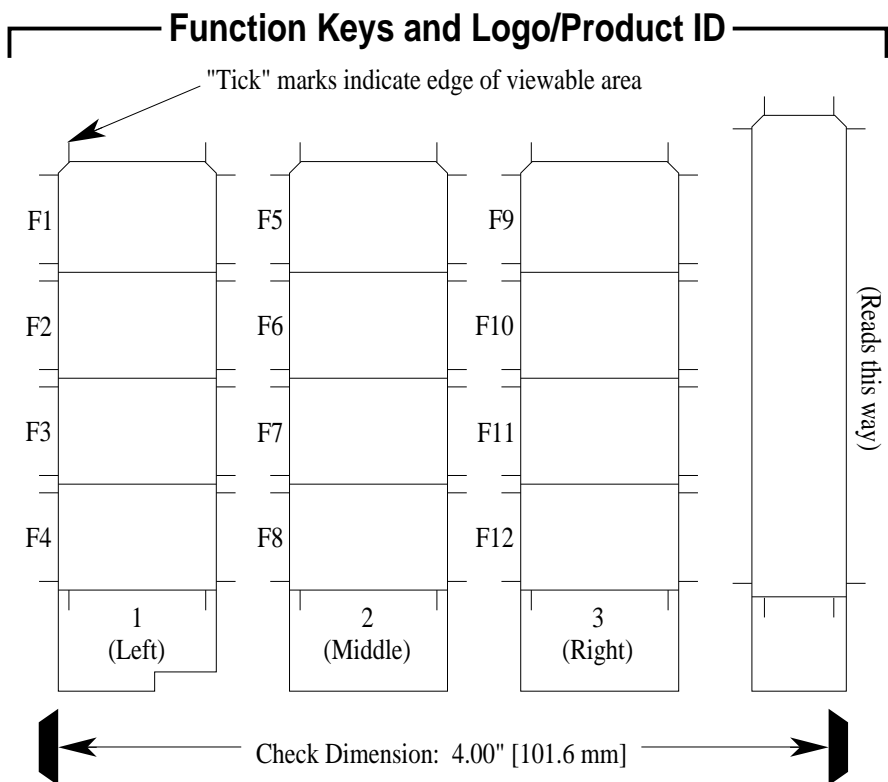 Function Keys and Logo/Product ID
"Tick" marks indicate edge of viewable area
F1
F2
F3
F4
1
(Left)
F5
F6
F7
F8
2
(Middle)
F9
F10
F11
F12
3
(Right)
(Reads this way)
Check Dimension: 4.00" [101.6 mm]